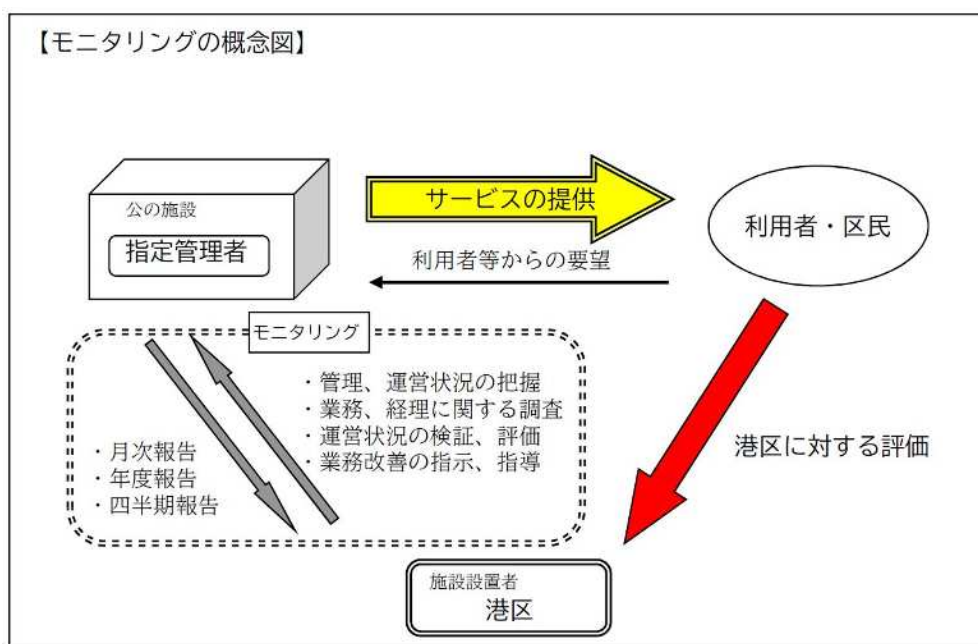 【モニタリングの概念図】
公の施設
指定管理者
サービスの提供
利用者・区民
利用者等からの要望
モニタリング
・管理、運営状況の把握
・業務、経理に関する調査
・運営状況の検証、評価
・業務改善の指示、指導
・月次報告
・年度報告
・四半期報告
港区に対する評価
施設設置者
港区